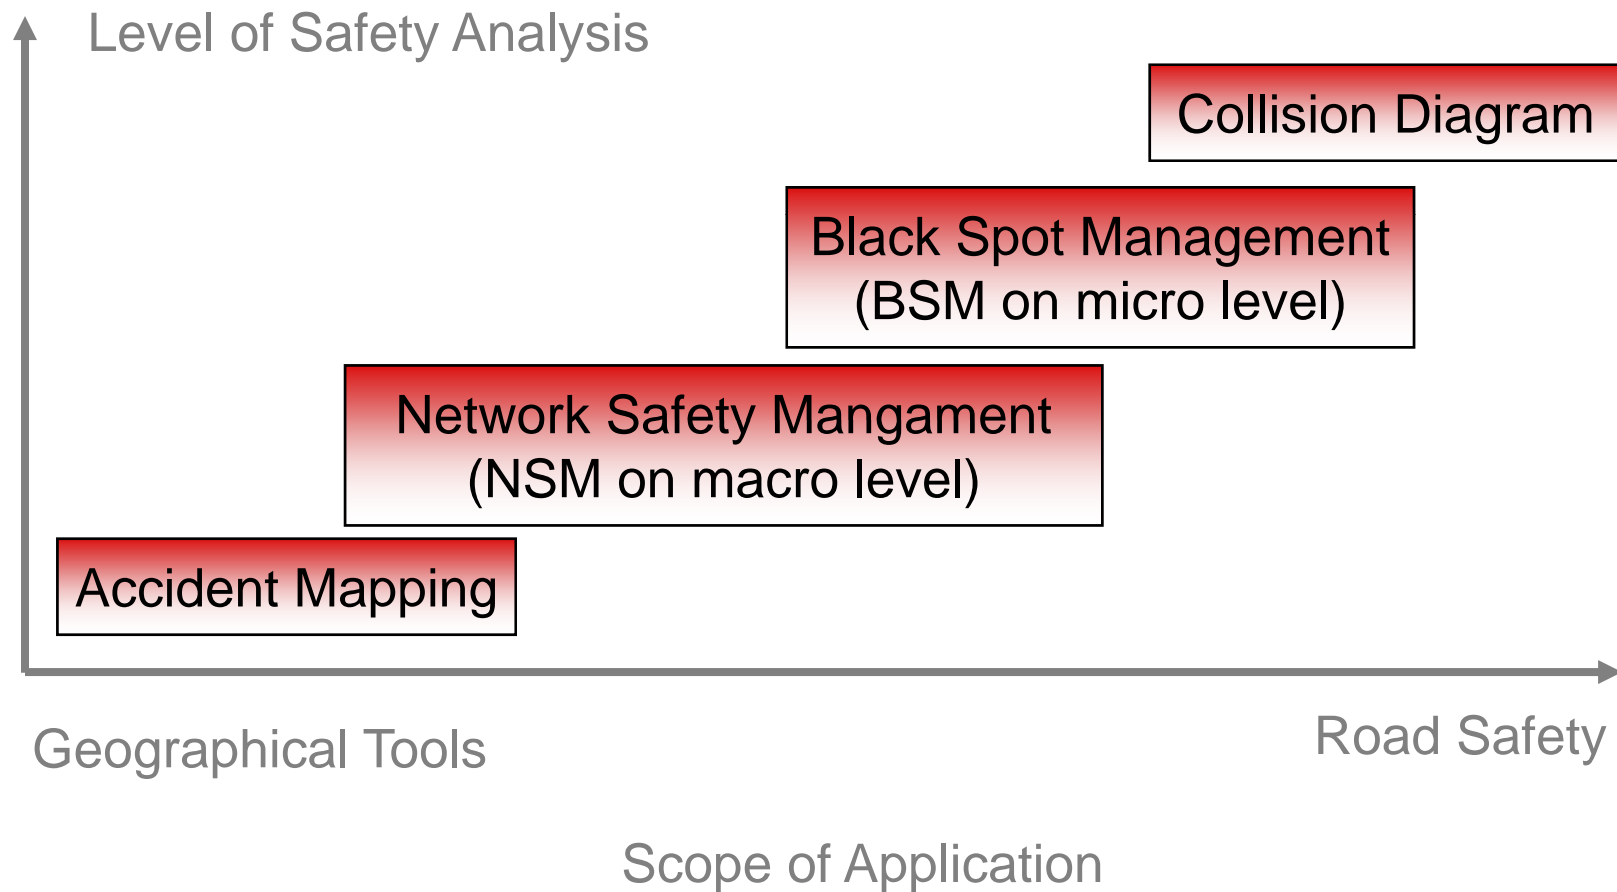 Level of Safety Analysis
Collision Diagram
Black Spot Management
(BSM on micro level)
Network Safety Mangament
(NSM on macro level)
Accident Mapping
Geographical Tools
Road Safety
Scope of Application